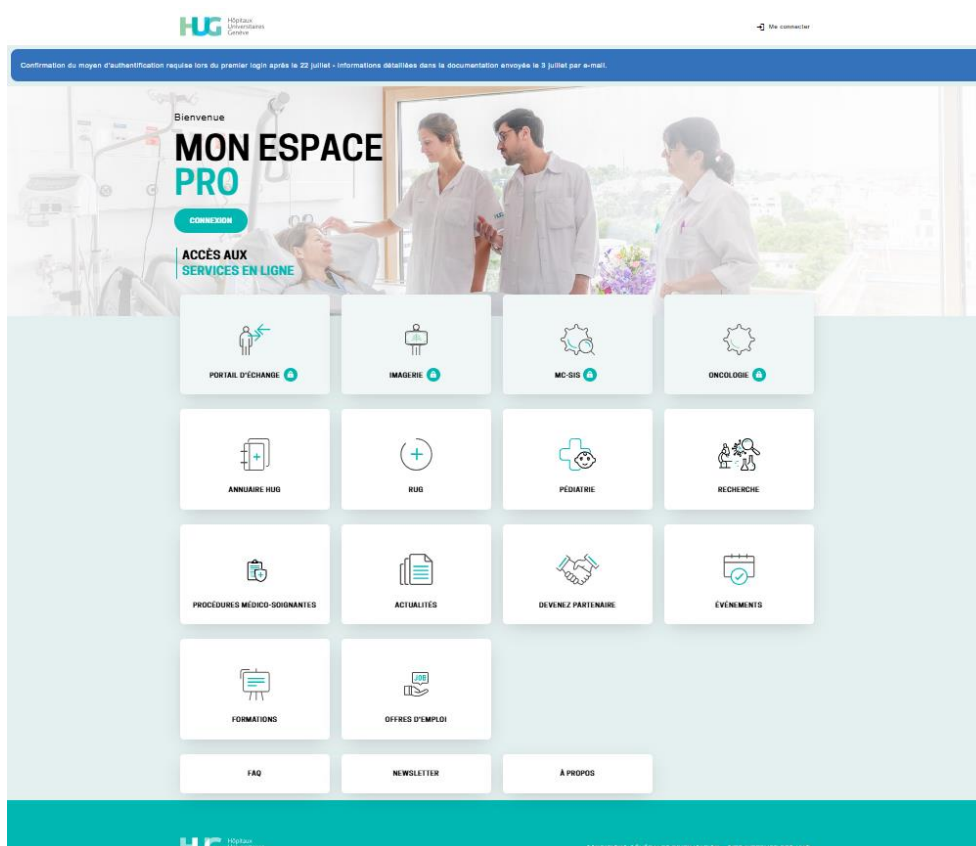 HUG
Hôpitaux
Universitaires
Genève
Me connecter
Confirmation du moyen d'authentification requise lors du premier login après le 22 juillet - informations détaillées dans la documentation envoyée le 3 juillet par e-mail.
Bienvenue
MON ESPACE
PRO
CONNEXION
ACCÈS AUX
SERVICES EN LIGNE
PORTAIL D'ÉCHANGE
IMAGERIE
MC-SIS
ONCOLOGIE
ANNUAIRE HUG
RUG
PÉDIATRIE
RECHERCHE
PROCÉDURES MÉDICO-SOIGNANTES
ACTUALITÉS
DEVENEZ PARTENAIRE
ÉVÉNEMENTS
FORMATIONS
JOB
OFFRES D'EMPLOI
FAQ
NEWSLETTER
À PROPOS
HUG
Hôpitaux